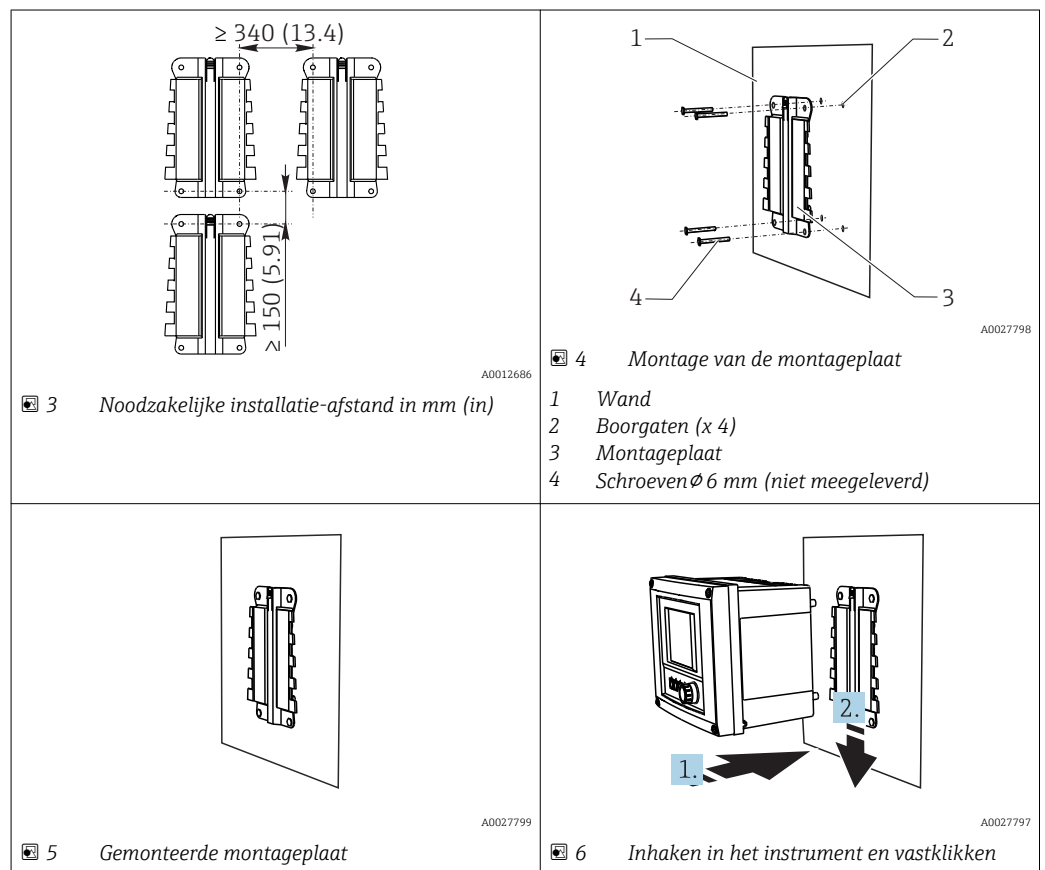 ≥ 340 (13.4)
≥ 150 (5.91)
A0012686
3 Noodzakelijke installatie-afstand in mm (in)
1
2
4
3
A0027798
4 Montage van de montageplaat
1 Wand
2 Boorgaten (x 4)
3 Montageplaat
4 Schroeven Ø 6 mm (niet meegeleverd)
A0027799
5 Gemonteerde montageplaat
1.
2.
A0027797
6 Inhaken in het instrument en vastklikken